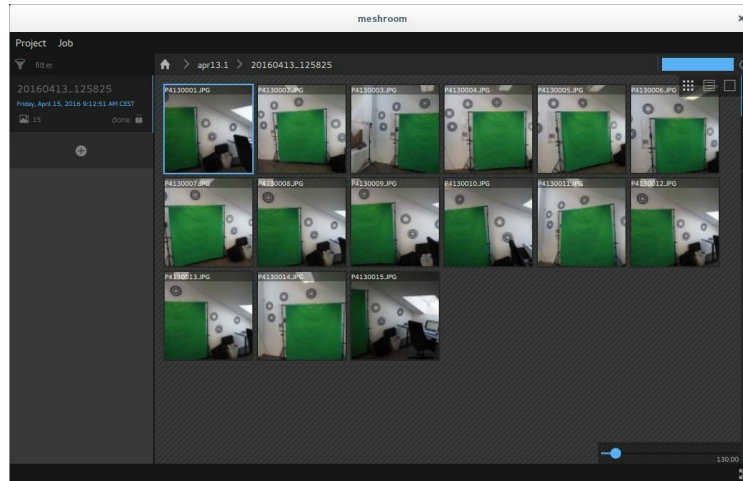 meshroom
Project Job
filter
apr13.1 > 20160413_125825
20160413_125825
Friday, April 15, 2016 9:12:51 AM CEST
15 done
P4130001.JPG P4130002.JPG P4130003.JPG P4130004.JPG P4130005.JPG P4130006.JPG
P4130007.JPG P4130008.JPG P4130009.JPG P4130010.JPG P4130011.JPG P4130012.JPG
P4130013.JPG P4130014.JPG P4130015.JPG
130.00